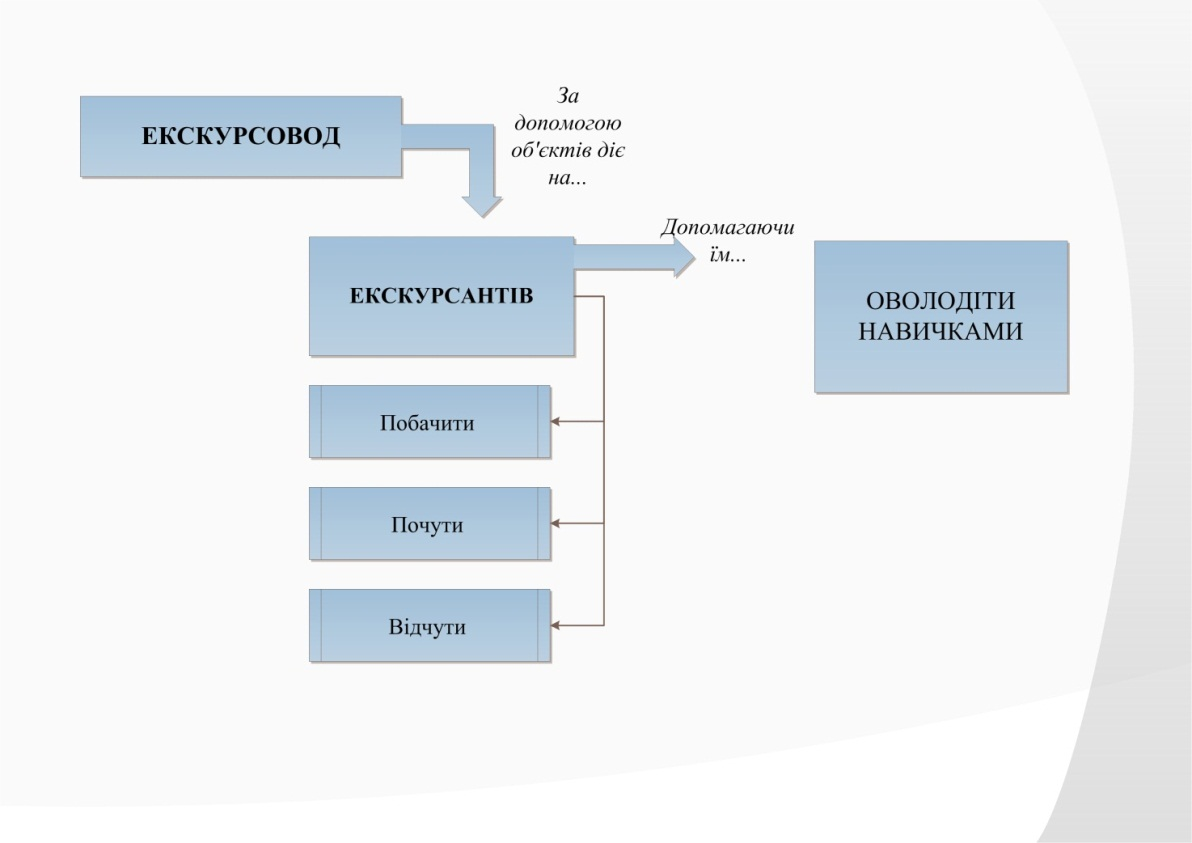 ЕКСКУРСОВОД
За
допомогою
об'єктів діє
на...
ЕКСКУРСАНТІВ
Допомагаючи
їм...
ОВОЛОДІТИ
НАВИЧКАМИ
Побачити
Почути
Відчути